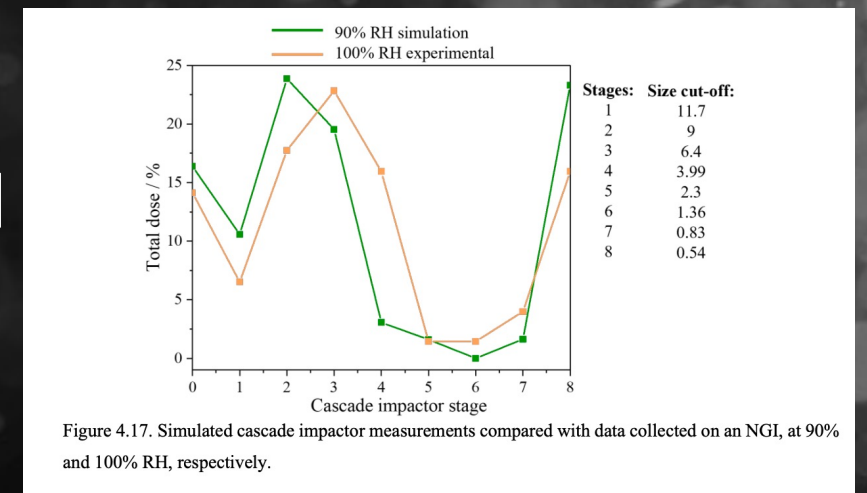 90% RH simulation
100% RH experimental
25
20
15
10
5
0
Total dose / %
0 1 2 3 4 5 6 7 8
Cascade impactor stage
Stages: Size cut-off:
1 11.7
2 9
3 6.4
4 3.99
5 2.3
6 1.36
7 0.83
8 0.54
Figure 4.17. Simulated cascade impactor measurements compared with data collected on an NGI, at 90%
and 100% RH, respectively.